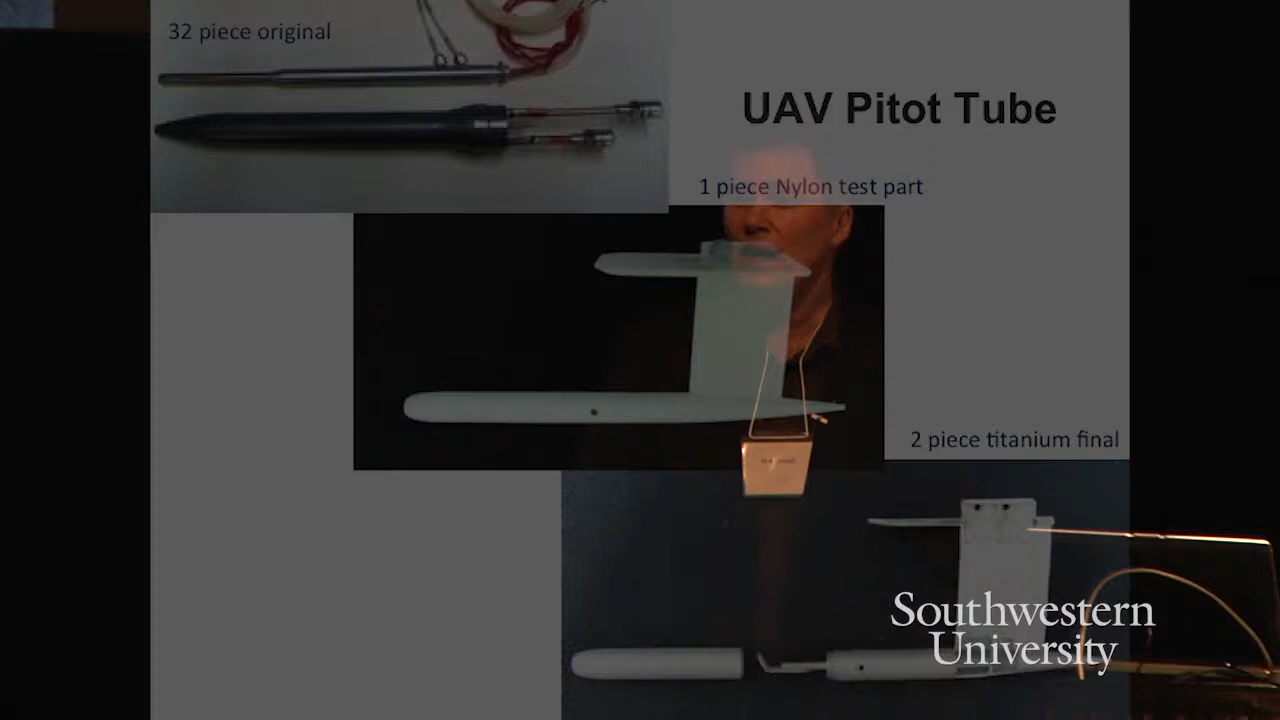 32 piece original
UAV Pitot Tube
1 piece Nylon test part
2 piece titanium final
Southwestern
University